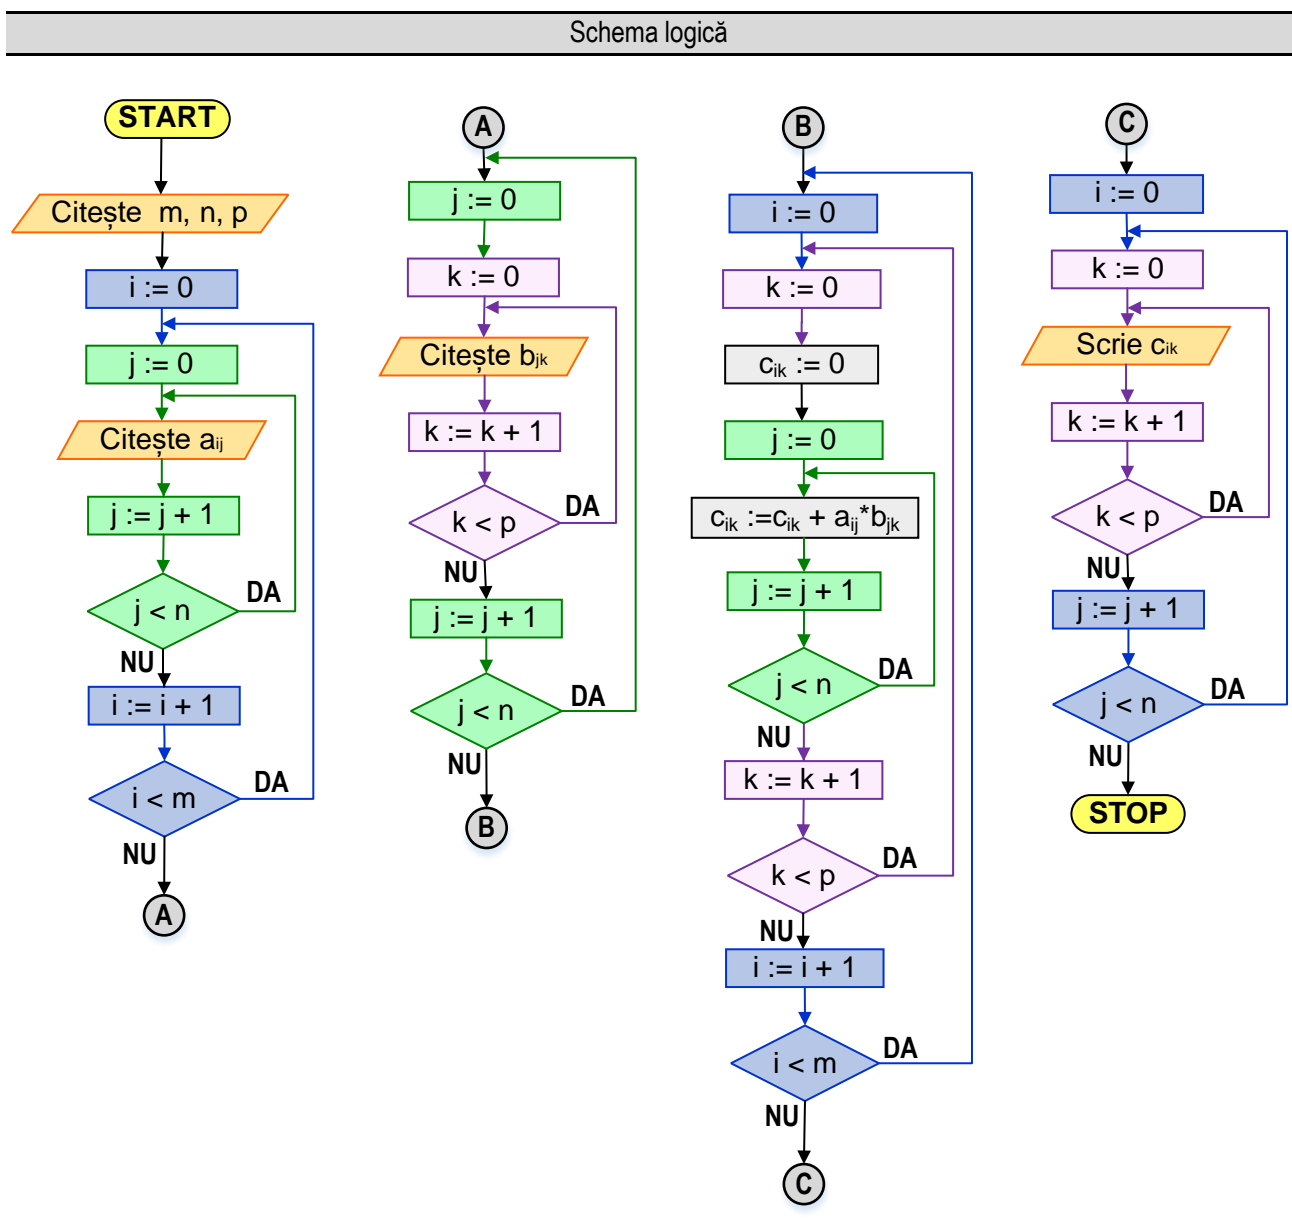 Schema logică
START
Citește m, n, p
i := 0
j := 0
Citește aij
j := j + 1
j < n
DA
NU
i := i + 1
i < m
DA
NU
A
A
j := 0
k := 0
Citește bjk
k := k + 1
k < p
DA
NU
j := j + 1
j < n
DA
NU
B
B
i := 0
k := 0
cik := 0
j := 0
cik :=cik + aij*bjk
j := j + 1
j < n
DA
NU
k := k + 1
k < p
DA
NU
i := i + 1
i < m
DA
NU
C
C
i := 0
k := 0
Scrie cik
k := k + 1
k < p
DA
NU
j := j + 1
j < n
DA
NU
STOP